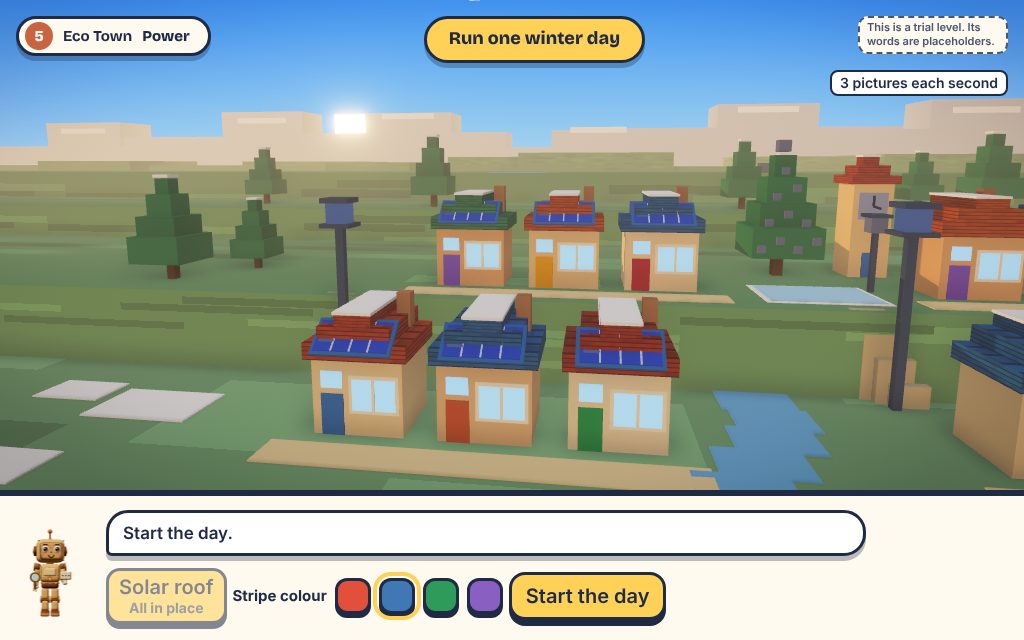 5 Eco Town Power
Run one winter day
This is a trial level. Its
words are placeholders.
3 pictures each second
Start the day.
Solar roof
All in place
Stripe colour
Start the day